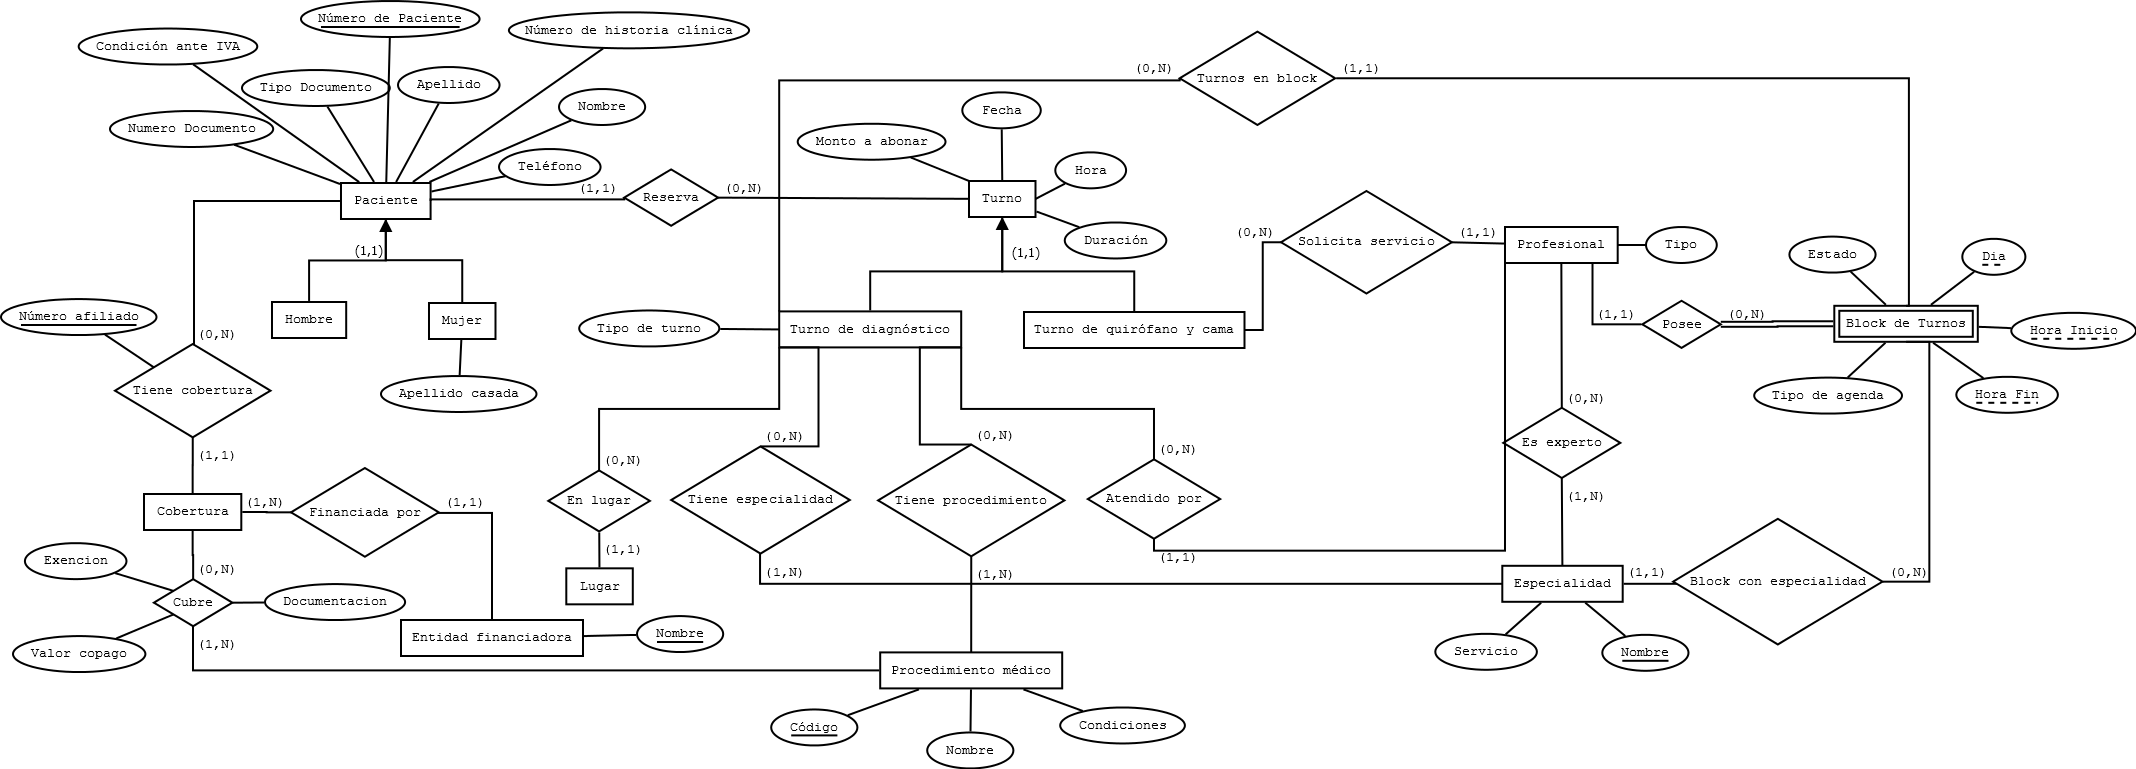 Número de Paciente
Número de historia clínica
Condición ante IVA
(0,N)
Turnos en block
(1,1)
Tipo Documento
Apellido
Nombre
Fecha
Numero Documento
Monto a abonar
Teléfono
Hora
(1,1)
(0,N)
Paciente
Reserva
Turno
(0,N)
Solicita servicio
(1,1)
Profesional
Tipo
Duración
(1,1)
(1,1)
Estado
Dia
Número afiliado
Hombre
Mujer
Tipo de turno
Turno de diagnóstico
Turno de quirófano y cama
(1,1)
Posee
(0,N)
Block de Turnos
Hora Inicio
(0,N)
Tiene cobertura
Apellido casada
(0,N)
Tipo de agenda
Hora Fin
(0,N)
(0,N)
(0,N)
Es experto
(1,1)
(0,N)
En lugar
Tiene especialidad
Tiene procedimiento
Atendido por
(1,N)
(1,N)
(1,1)
Cobertura
Financiada por
(1,1)
(1,1)
Exencion
(0,N)
(1,N)
(1,N)
(1,1)
(0,N)
Lugar
Especialidad
Block con especialidad
Cubre
Documentacion
(1,N)
Valor copago
Entidad financiadora
Nombre
Servicio
Nombre
Procedimiento médico
Código
Nombre
Condiciones